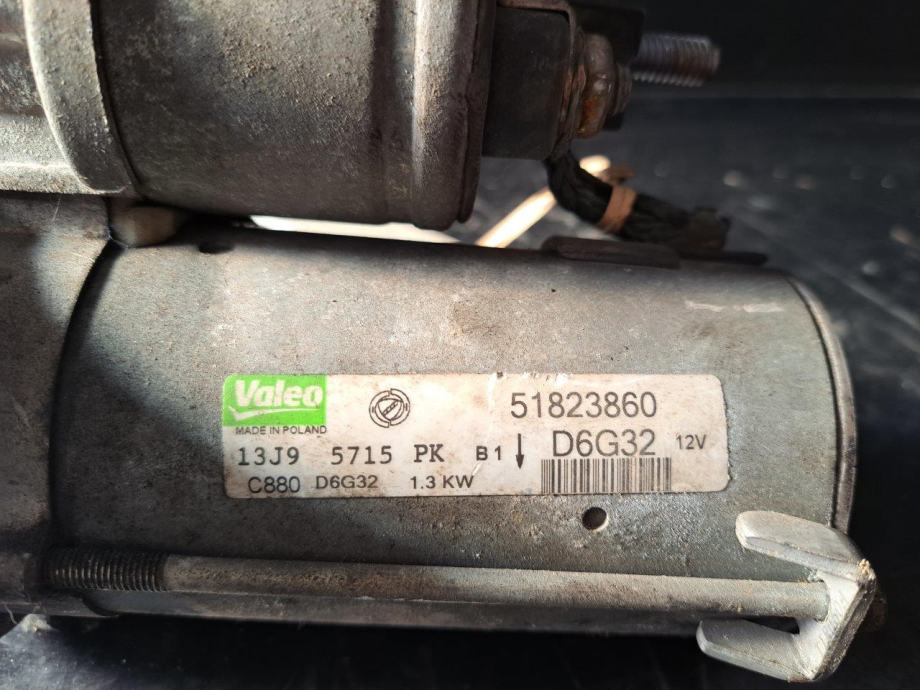 Valeo
MADE IN POLAND
51823860
D6G32 12V
13J9 5715 PK B1
C880 D6G32 1.3 KW